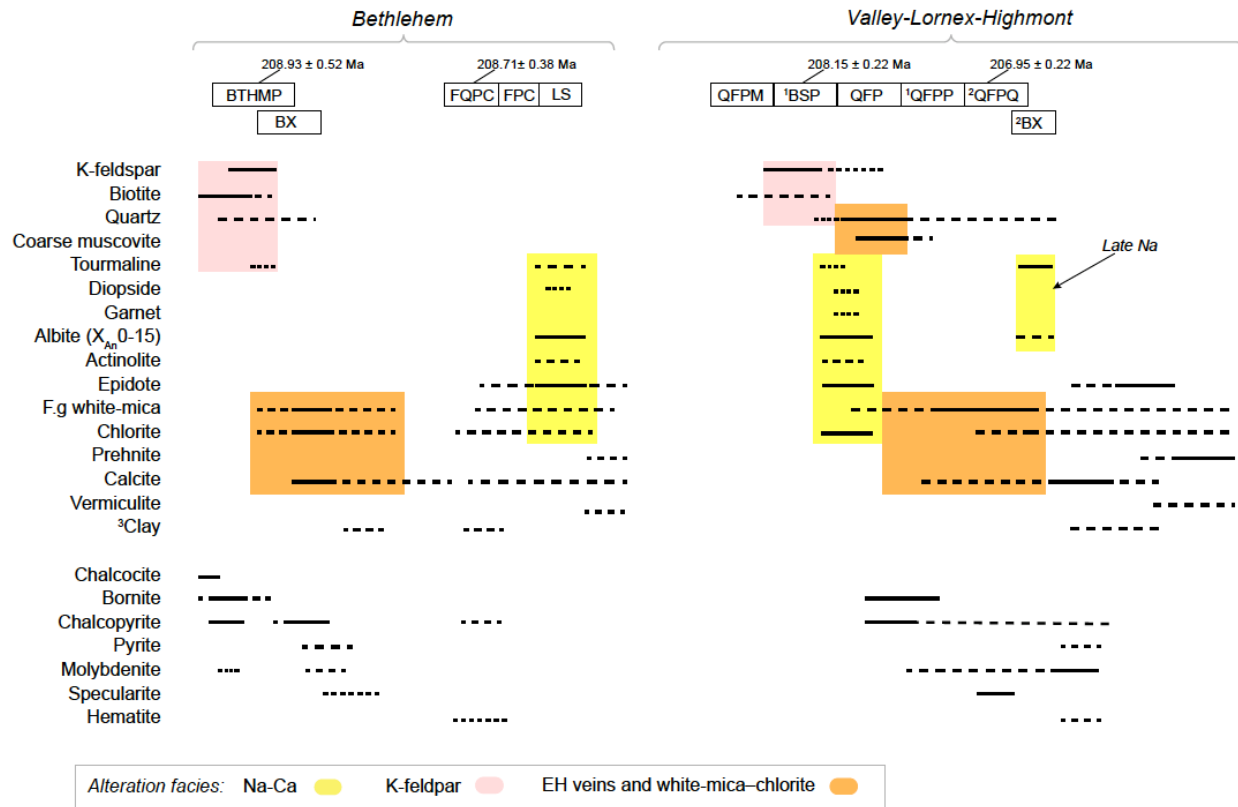 Bethlehem
Valley-Lornex-Highmont
208.93 ± 0.52 Ma
208.71± 0.38 Ma
208.15 ± 0.22 Ma
206.95 ± 0.22 Ma
BTHMP
FQPC
FPC
LS
QFPM
¹BSP
QFP
¹QFPP
²QFPQ
BX
²BX
K-feldspar
Biotite
Quartz
Coarse muscovite
Tourmaline
Late Na
Diopside
Garnet
Albite (XAn0-15)
Actinolite
Epidote
F.g white-mica
Chlorite
Prehnite
Calcite
Vermiculite
³Clay
Chalcocite
Bornite
Chalcopyrite
Pyrite
Molybdenite
Specularite
Hematite
Alteration facies: Na-Ca K-feldpar EH veins and white-mica–chlorite